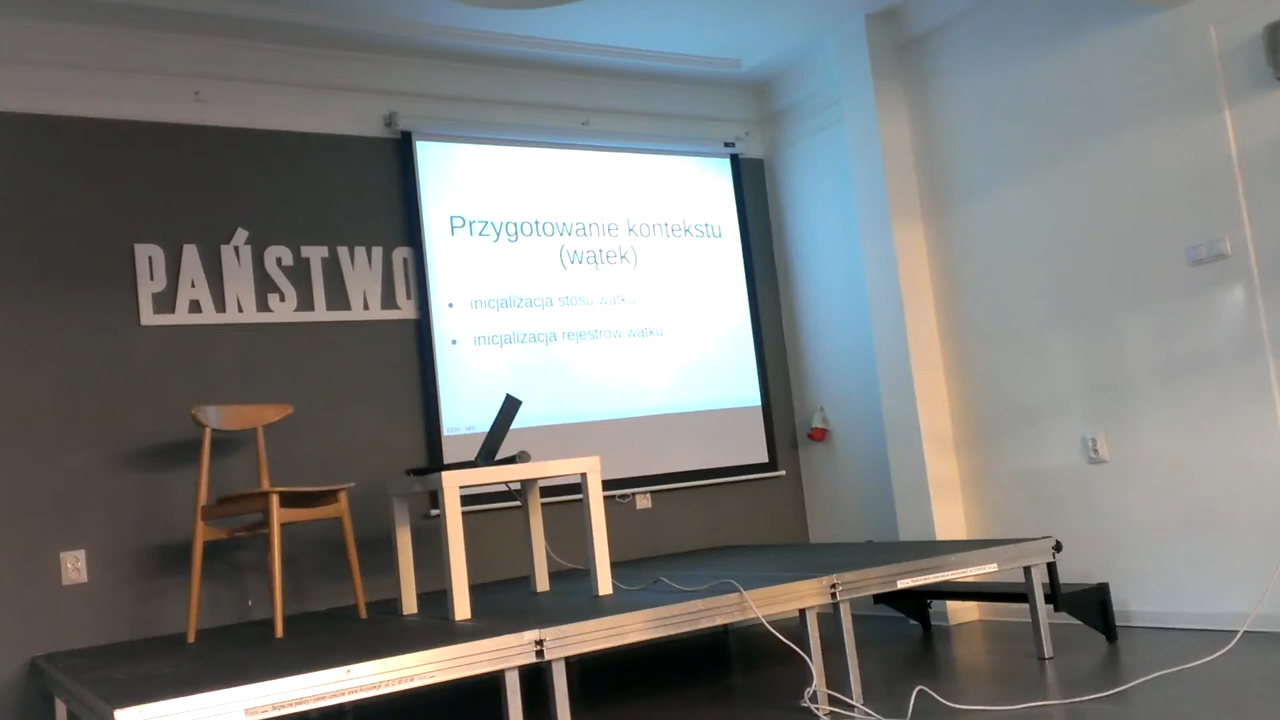 PAŃSTWO
Przygotowanie kontekstu
(wątek)
• inicjalizacja stosu wątku
• inicjalizacja rejestrów wątku